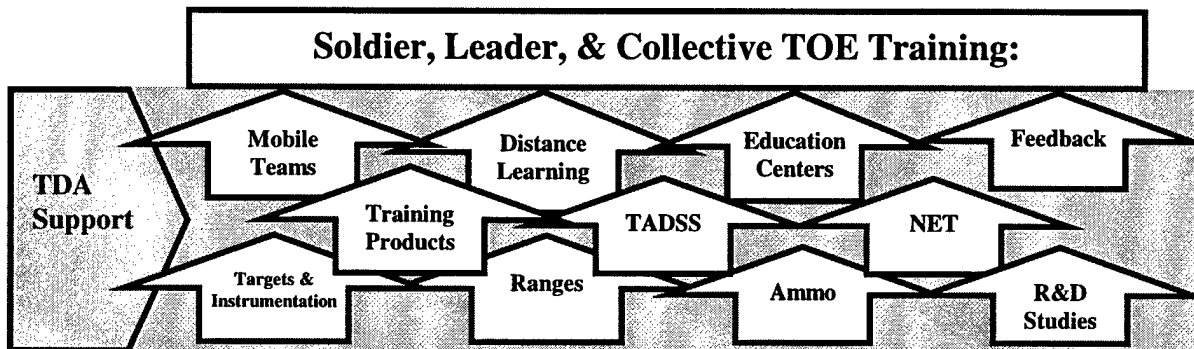 Soldier, Leader, & Collective TOE Training:
TDA
Support
Mobile
Teams
Distance
Learning
Education
Centers
Feedback
Training
Products
TADSS
NET
Targets &
Instrumentation
Ranges
Ammo
R&D
Studies